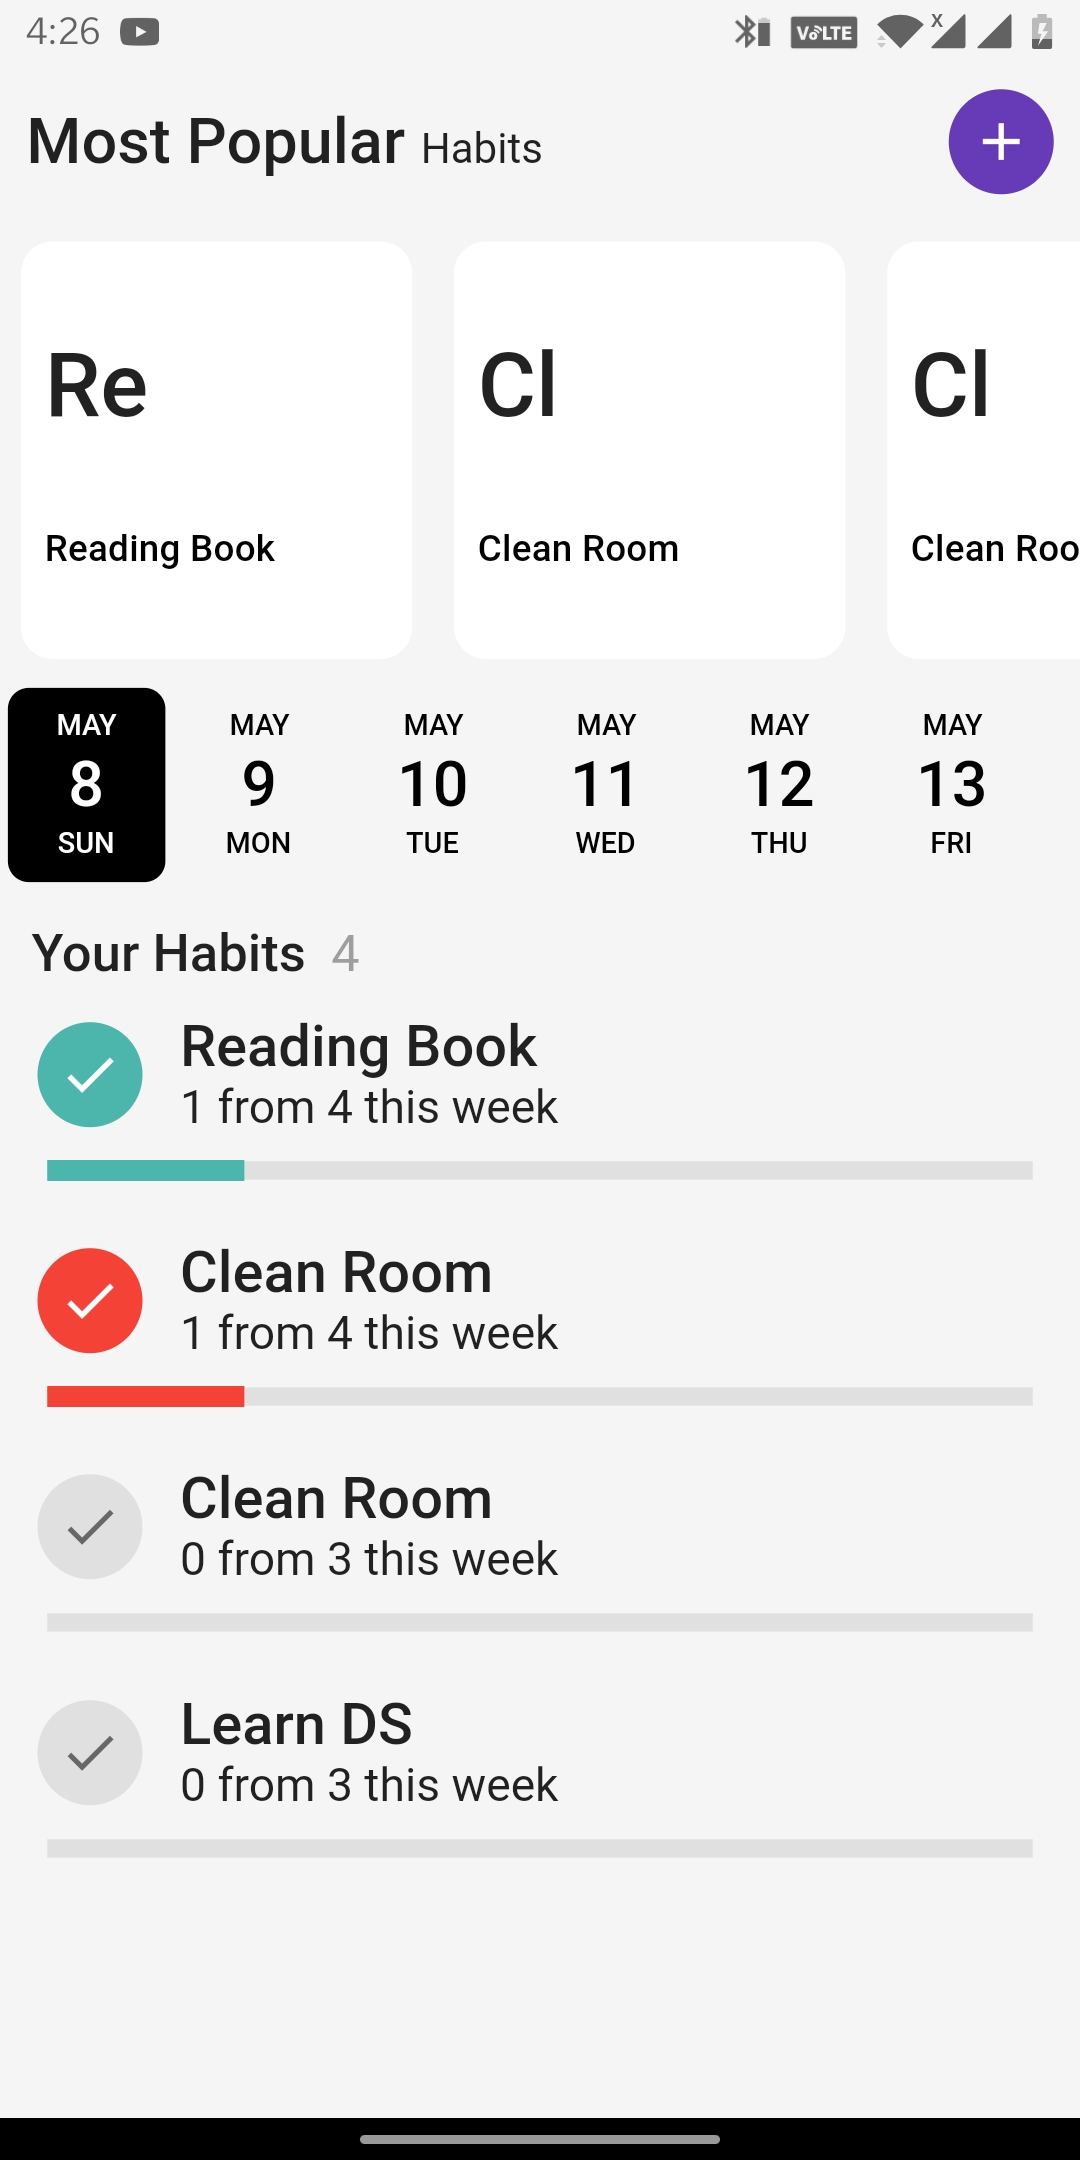 4:26
VoLTE
X
Most Popular Habits
Re
Cl
Cl
Reading Book
Clean Room
Clean Roo
MAY
8
SUN
MAY
9
MON
MAY
10
TUE
MAY
11
WED
MAY
12
THU
MAY
13
FRI
Your Habits 4
Reading Book
1 from 4 this week
Clean Room
1 from 4 this week
Clean Room
0 from 3 this week
Learn DS
0 from 3 this week